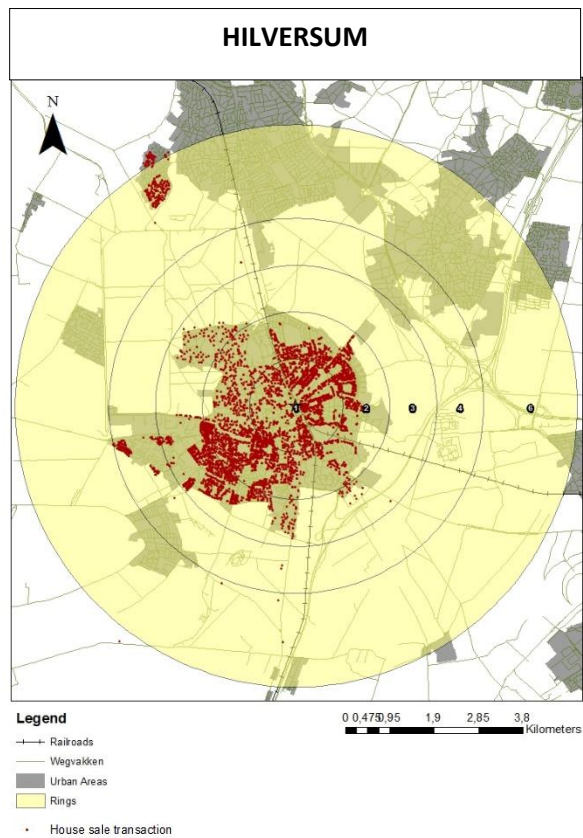 HILVERSUM
N
1 2 3 4 6
Legend
Railroads
Wegvakken
Urban Areas
Rings
House sale transaction
0 0,475 0,95 1,9 2,85 3,8
Kilometers